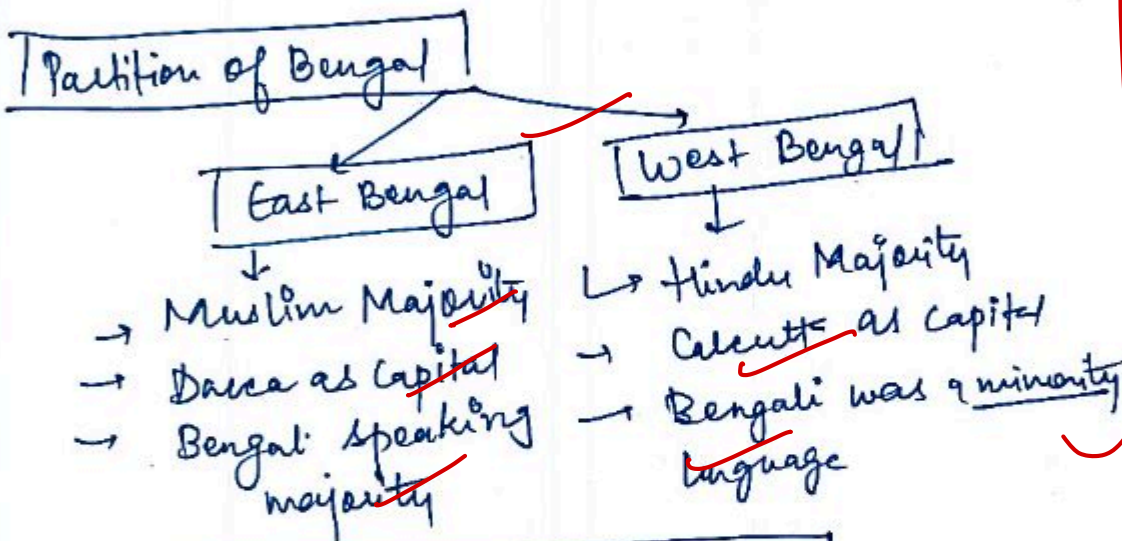 Partition of Bengal
East Bengal
→ Muslim Majority
→ Dacca as Capital
→ Bengali speaking
majority
West Bengal
↳ Hindu Majority
→ Calcutta as capital
→ Bengali was a minority
language